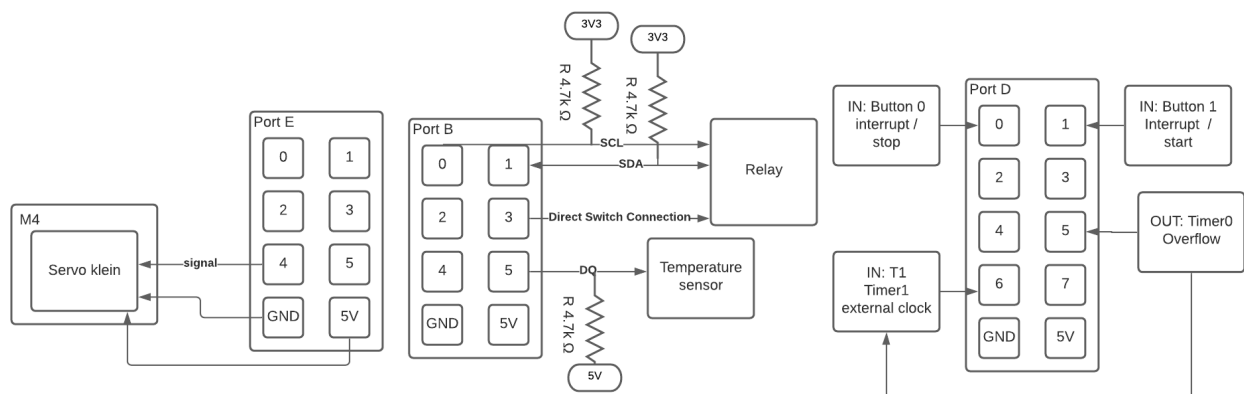 M4
Servo klein
signal
Port E
0
1
2
3
4
5
GND
5V
Port B
0
1
2
3
4
5
GND
5V
3V3
3V3
R 4.7k Ω
R 4.7k Ω
SCL
SDA
Direct Switch Connection
DQ
R 4.7k Ω
5V
Relay
Temperature
sensor
IN: Button 0
interrupt /
stop
IN: T1
Timer1
external clock
Port D
0
1
2
3
4
5
6
7
GND
5V
IN: Button 1
Interrupt /
start
OUT: Timer0
Overflow